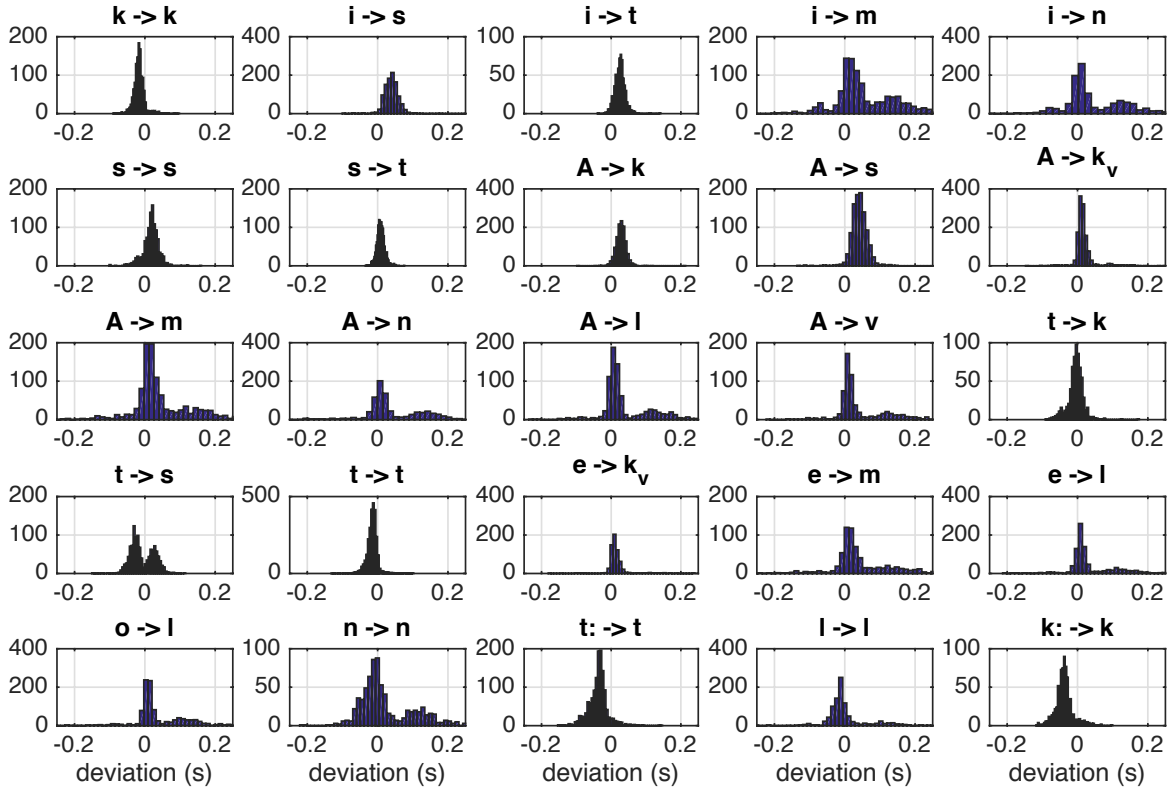 k -> k i -> s i -> t i -> m i -> n
200 400 100 200 400
100 200 50 100 200
0 0 0 0 0
-0.2 0 0.2 -0.2 0 0.2 -0.2 0 0.2 -0.2 0 0.2 -0.2 0 0.2
s -> s s -> t A -> k A -> s A -> k_v
200 200 400 200 400
100 100 200 100 200
0 0 0 0 0
-0.2 0 0.2 -0.2 0 0.2 -0.2 0 0.2 -0.2 0 0.2 -0.2 0 0.2
A -> m A -> n A -> l A -> v t -> k
200 400 200 200 100
100 200 100 100 50
0 0 0 0 0
-0.2 0 0.2 -0.2 0 0.2 -0.2 0 0.2 -0.2 0 0.2 -0.2 0 0.2
t -> s t -> t e -> k_v e -> m e -> l
200 500 400 200 400
100 200 100 200
0 0 0 0 0
-0.2 0 0.2 -0.2 0 0.2 -0.2 0 0.2 -0.2 0 0.2 -0.2 0 0.2
o -> l n -> n t: -> t l -> l k: -> k
400 100 200 400 100
200 50 100 200 50
0 0 0 0 0
-0.2 0 0.2 -0.2 0 0.2 -0.2 0 0.2 -0.2 0 0.2 -0.2 0 0.2
deviation (s) deviation (s) deviation (s) deviation (s) deviation (s)